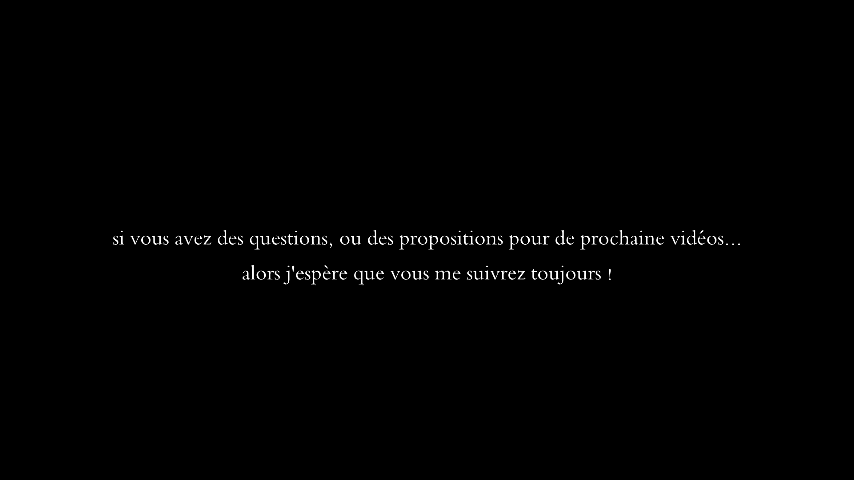 si vous avez des questions, ou des propositions pour de prochaine vidéos...
alors j'espère que vous me suivrez toujours !